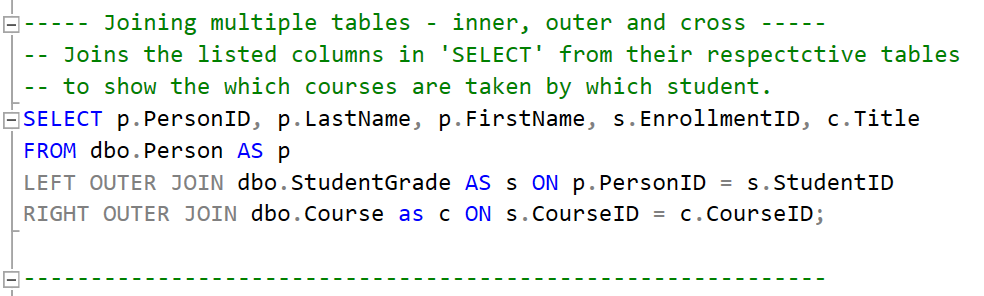 ----- Joining multiple tables - inner, outer and cross -----
-- Joins the listed columns in 'SELECT' from their respectctive tables
-- to show the which courses are taken by which student.
SELECT p.PersonID, p.LastName, p.FirstName, s.EnrollmentID, c.Title
FROM dbo.Person AS p
LEFT OUTER JOIN dbo.StudentGrade AS s ON p.PersonID = s.StudentID
RIGHT OUTER JOIN dbo.Course as c ON s.CourseID = c.CourseID;
------------------------------------------------------------